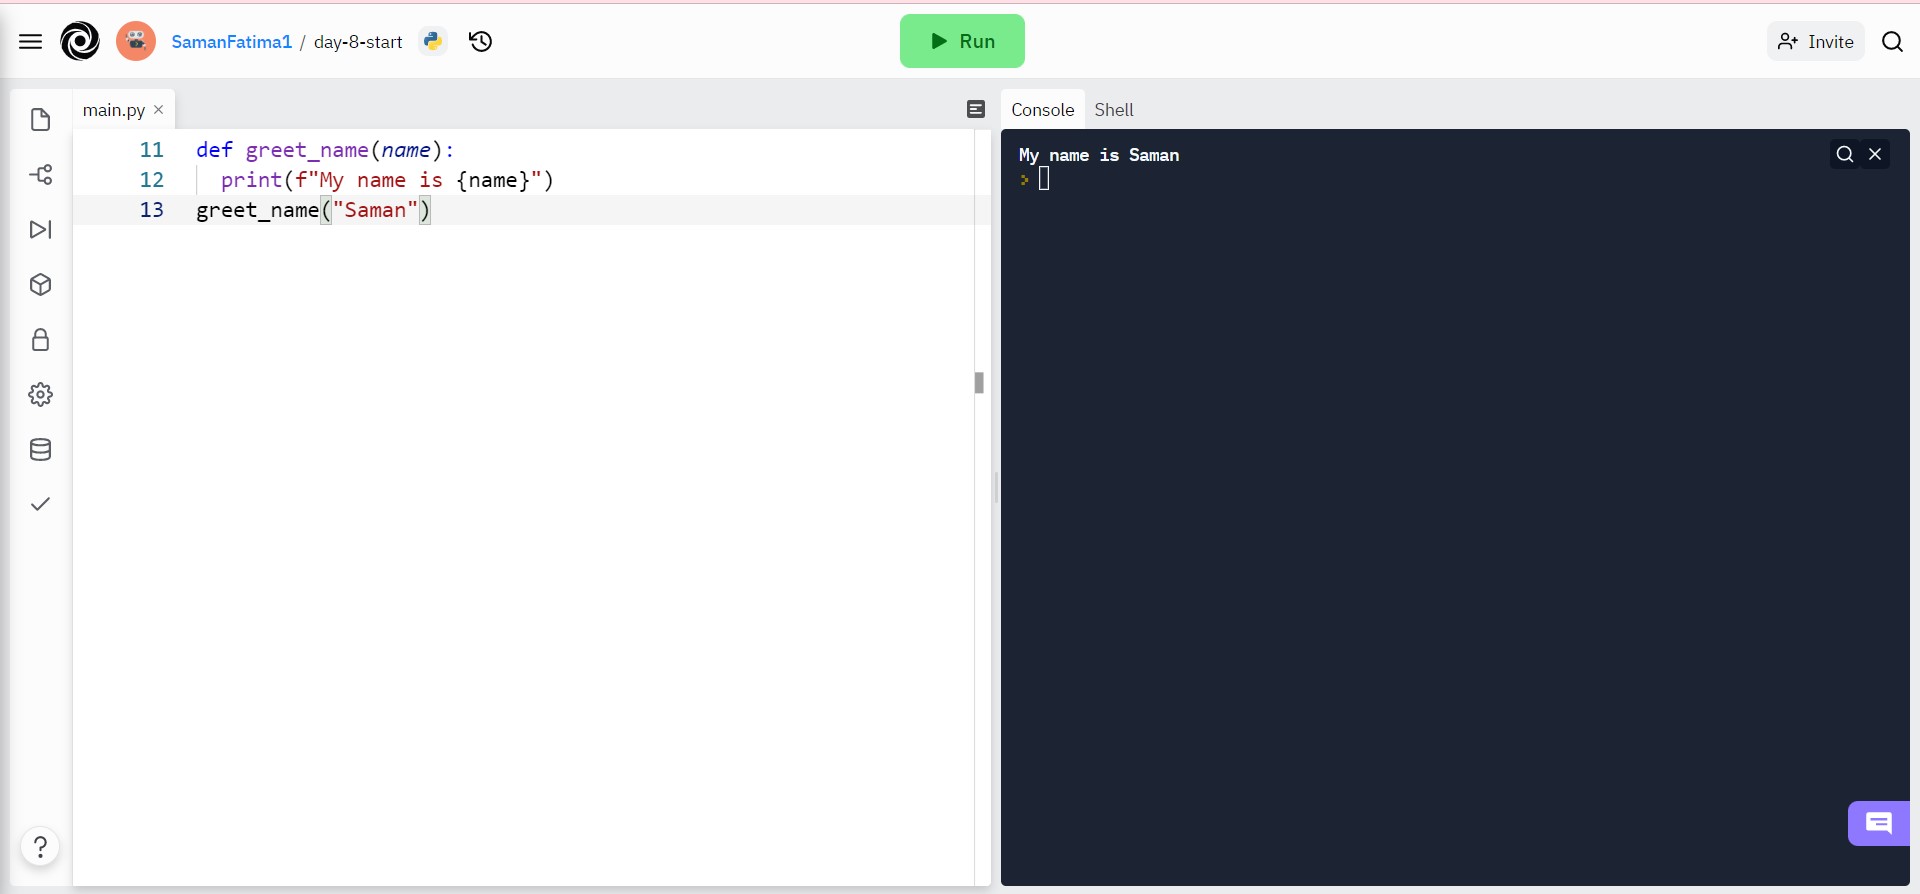 SamanFatima1 / day-8-start
Run
Invite
main.py
Console Shell
11 def greet_name(name):
12 print(f"My name is {name}")
13 greet_name("Saman")
My name is Saman
>
?